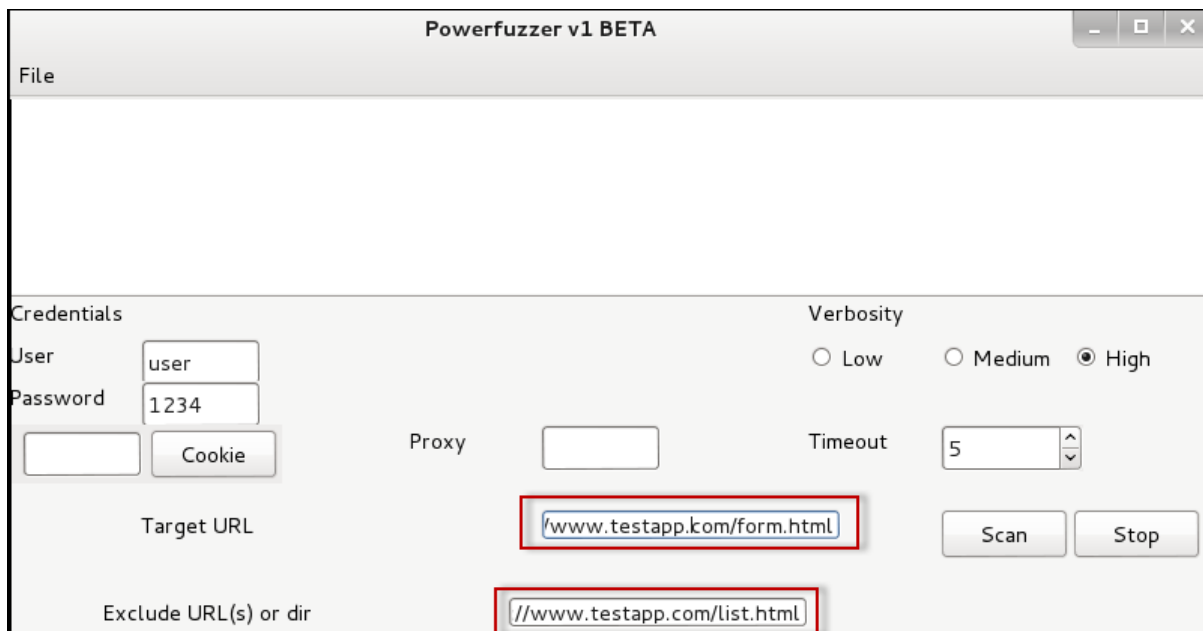 Powerfuzzer v1 BETA
File
Credentials
Verbosity
User
user
Low
Medium
High
Password
1234
Cookie
Proxy
Timeout
5
Target URL
/www.testapp.com/form.html
Scan
Stop
Exclude URL(s) or dir
//www.testapp.com/list.html